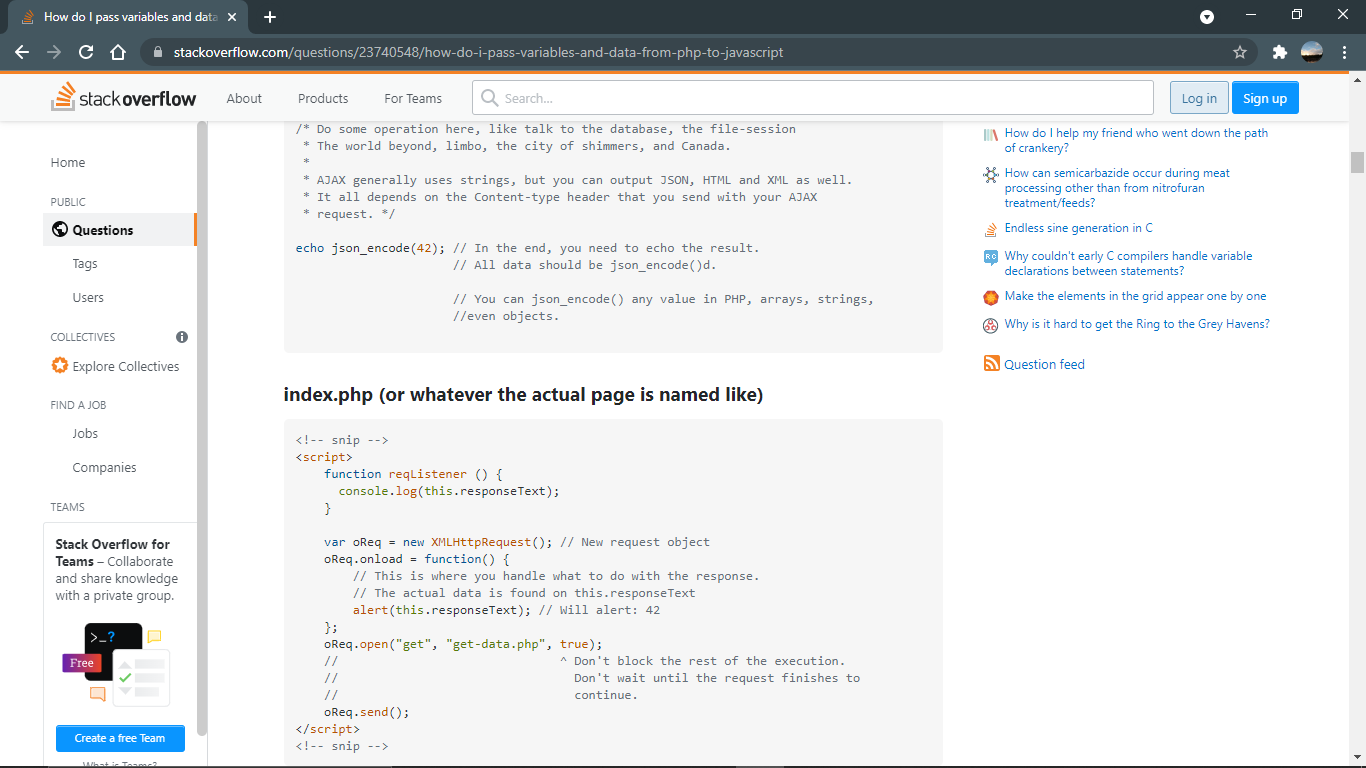 How do I pass variables and data
stackoverflow.com/questions/23740548/how-do-i-pass-variables-and-data-from-php-to-javascript
stack overflow
About
Products
For Teams
Search...
Log in
Sign up
Home
PUBLIC
Questions
Tags
Users
COLLECTIVES
Explore Collectives
FIND A JOB
Jobs
Companies
TEAMS
Stack Overflow for
Teams – Collaborate
and share knowledge
with a private group.
>_?
Free
Create a free Team
What is Teams?
/* Do some operation here, like talk to the database, the file-session
 * The world beyond, limbo, the city of shimmers, and Canada.
 *
 * AJAX generally uses strings, but you can output JSON, HTML and XML as well.
 * It all depends on the Content-type header that you send with your AJAX
 * request. */
echo json_encode(42); // In the end, you need to echo the result.
                      // All data should be json_encode()d.
                      // You can json_encode() any value in PHP, arrays, strings,
                      //even objects.
index.php (or whatever the actual page is named like)
<!-- snip -->
<script>
    function reqListener () {
      console.log(this.responseText);
    }
    var oReq = new XMLHttpRequest(); // New request object
    oReq.onload = function() {
        // This is where you handle what to do with the response.
        // The actual data is found on this.responseText
        alert(this.responseText); // Will alert: 42
    };
    oReq.open("get", "get-data.php", true);
    //                               ^ Don't block the rest of the execution.
    //                                 Don't wait until the request finishes to
    //                                 continue.
    oReq.send();
</script>
<!-- snip -->
How do I help my friend who went down the path
of crankery?
How can semicarbazide occur during meat
processing other than from nitrofuran
treatment/feeds?
Endless sine generation in C
RC
Why couldn't early C compilers handle variable
declarations between statements?
Make the elements in the grid appear one by one
Why is it hard to get the Ring to the Grey Havens?
Question feed